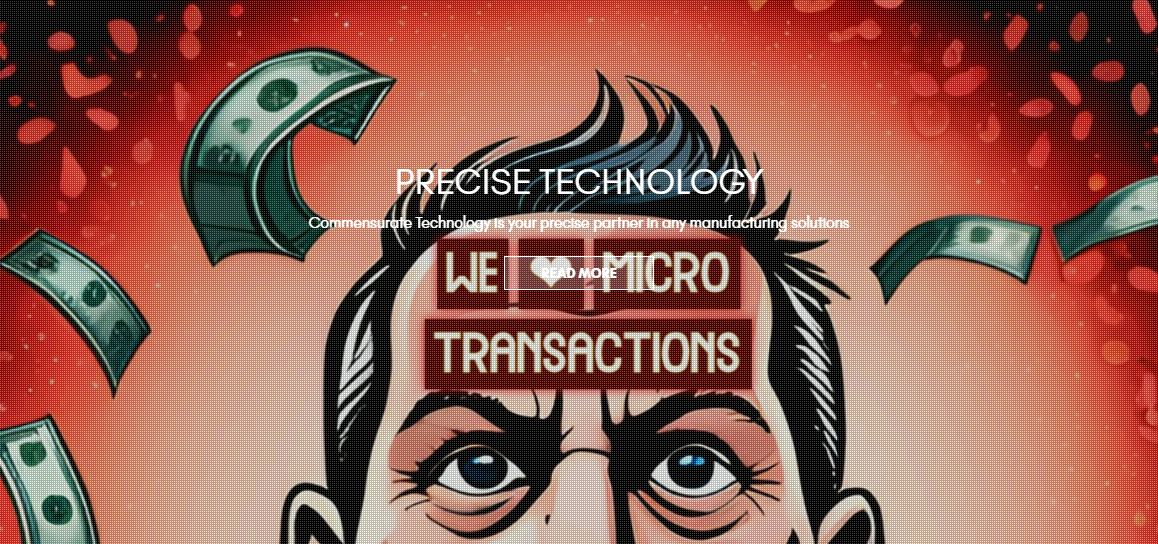 PRECISE TECHNOLOGY
Commensurate Technology is your precise partner in any manufacturing solutions
WE ❤ MICRO
READ MORE
TRANSACTIONS